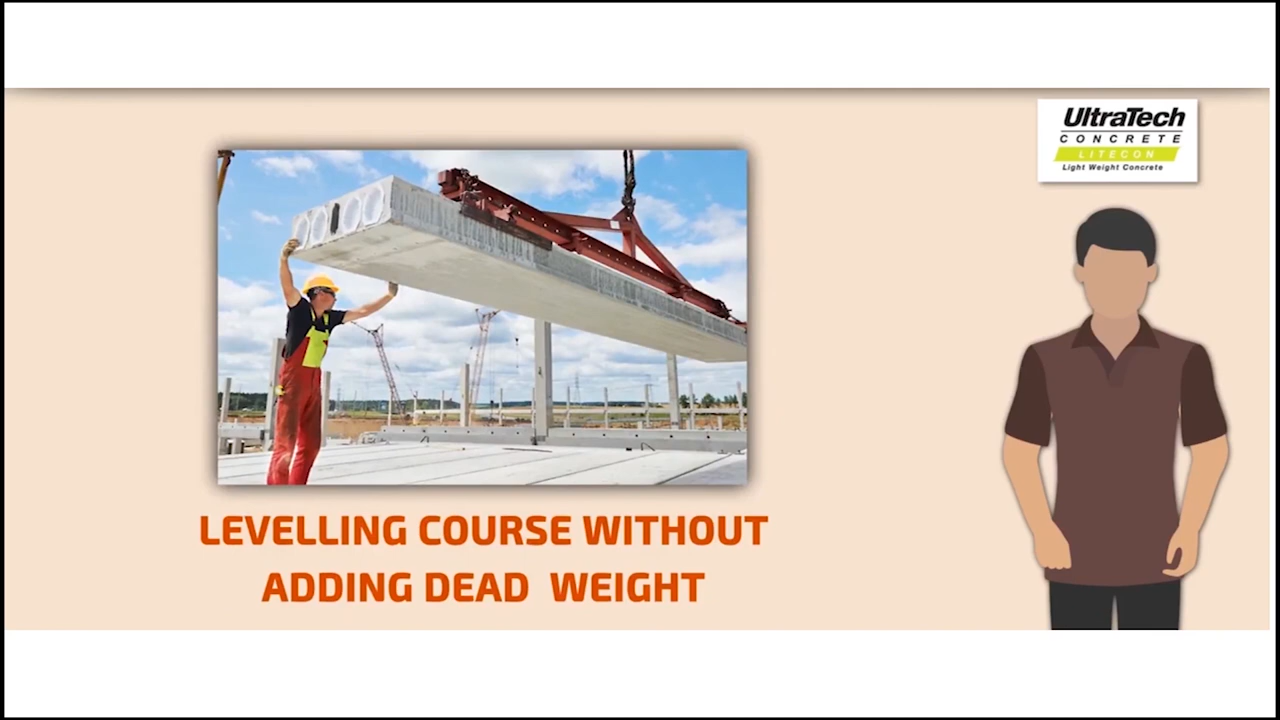 UltraTech
CONCRETE
LITECON
Light Weight Concrete
LEVELLING COURSE WITHOUT
ADDING DEAD WEIGHT